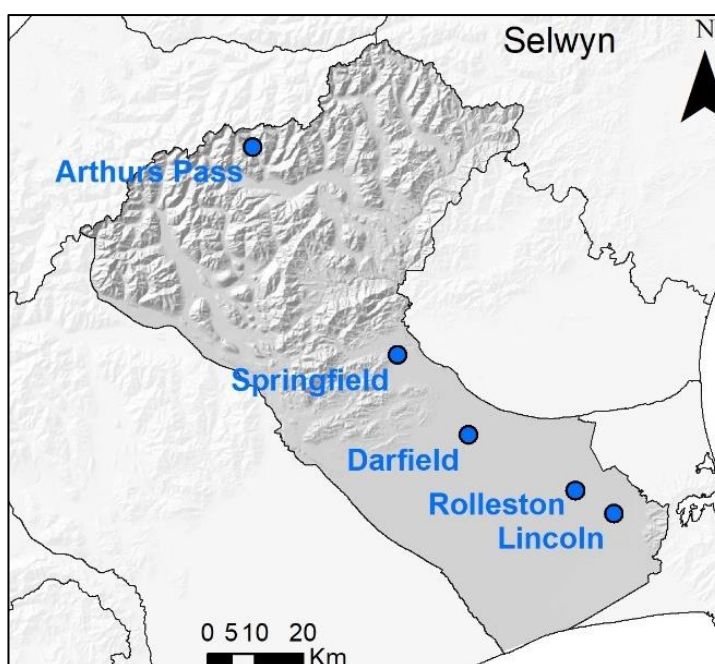 Selwyn
N
Arthurs Pass
Springfield
Darfield
Rolleston
Lincoln
0 5 10 20
Km